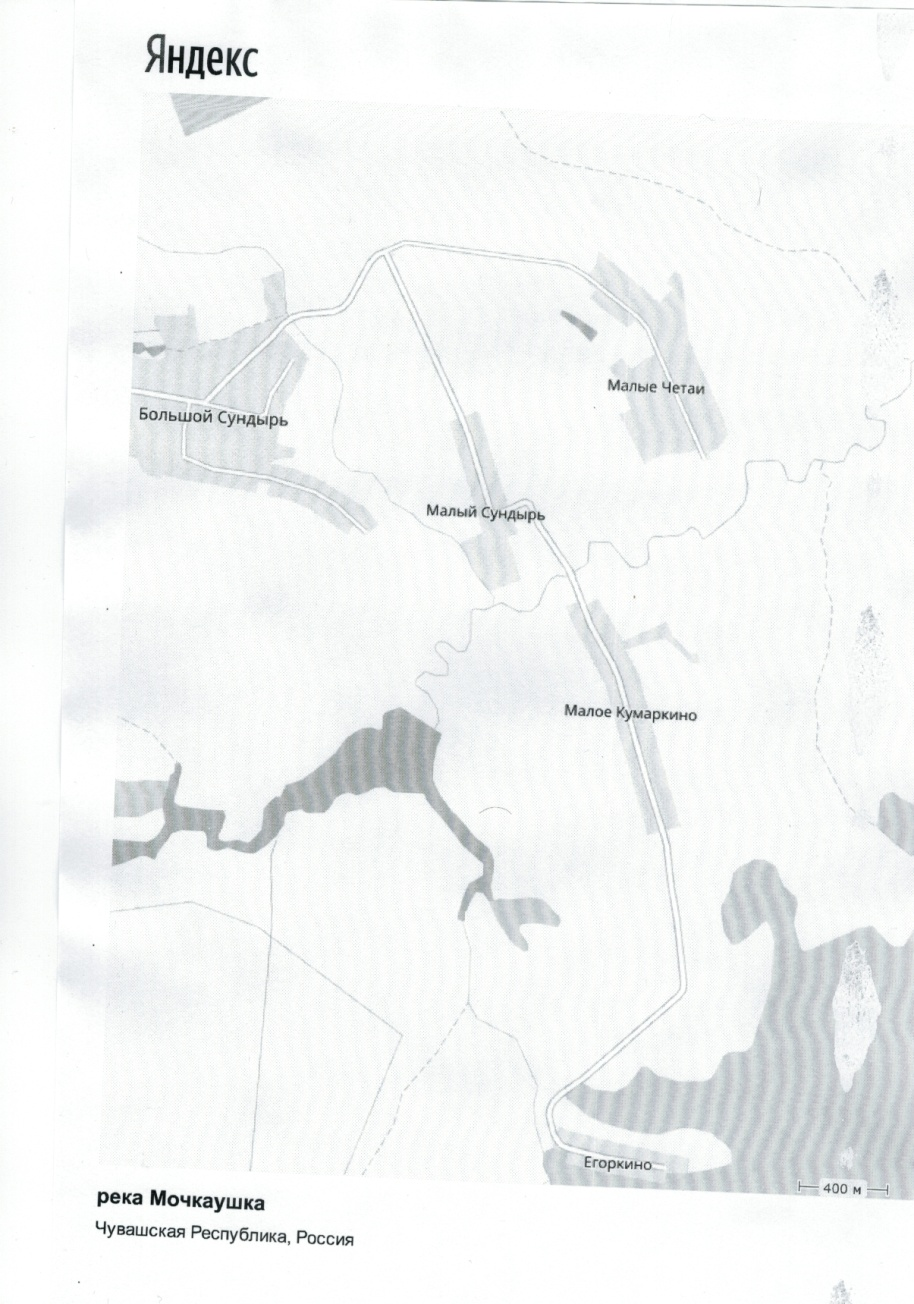 Яндекс
Малые Четаи
Большой Сундырь
Малый Сундырь
Малое Кумаркино
Егоркино
400 м
река Мочкаушка
Чувашская Республика, Россия